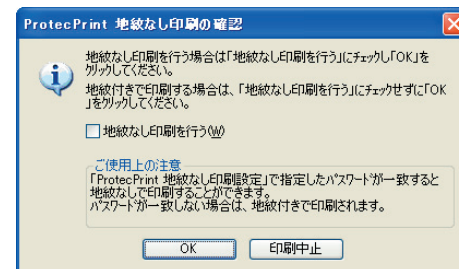 ProtecPrint 地紋なし印刷の確認
地紋なし印刷を行う場合は「地紋なし印刷を行う」にチェックし「OK」を
クリックしてください。
地紋付きで印刷する場合は、「地紋なし印刷を行う」にチェックせずに「OK
」をクリックしてください。
地紋なし印刷を行う(W)
ご使用上の注意
「ProtecPrint 地紋なし印刷設定」で指定したパスワードが一致すると
地紋なしで印刷することができます。
パスワードが一致しない場合は、地紋付きで印刷されます。
OK
印刷中止